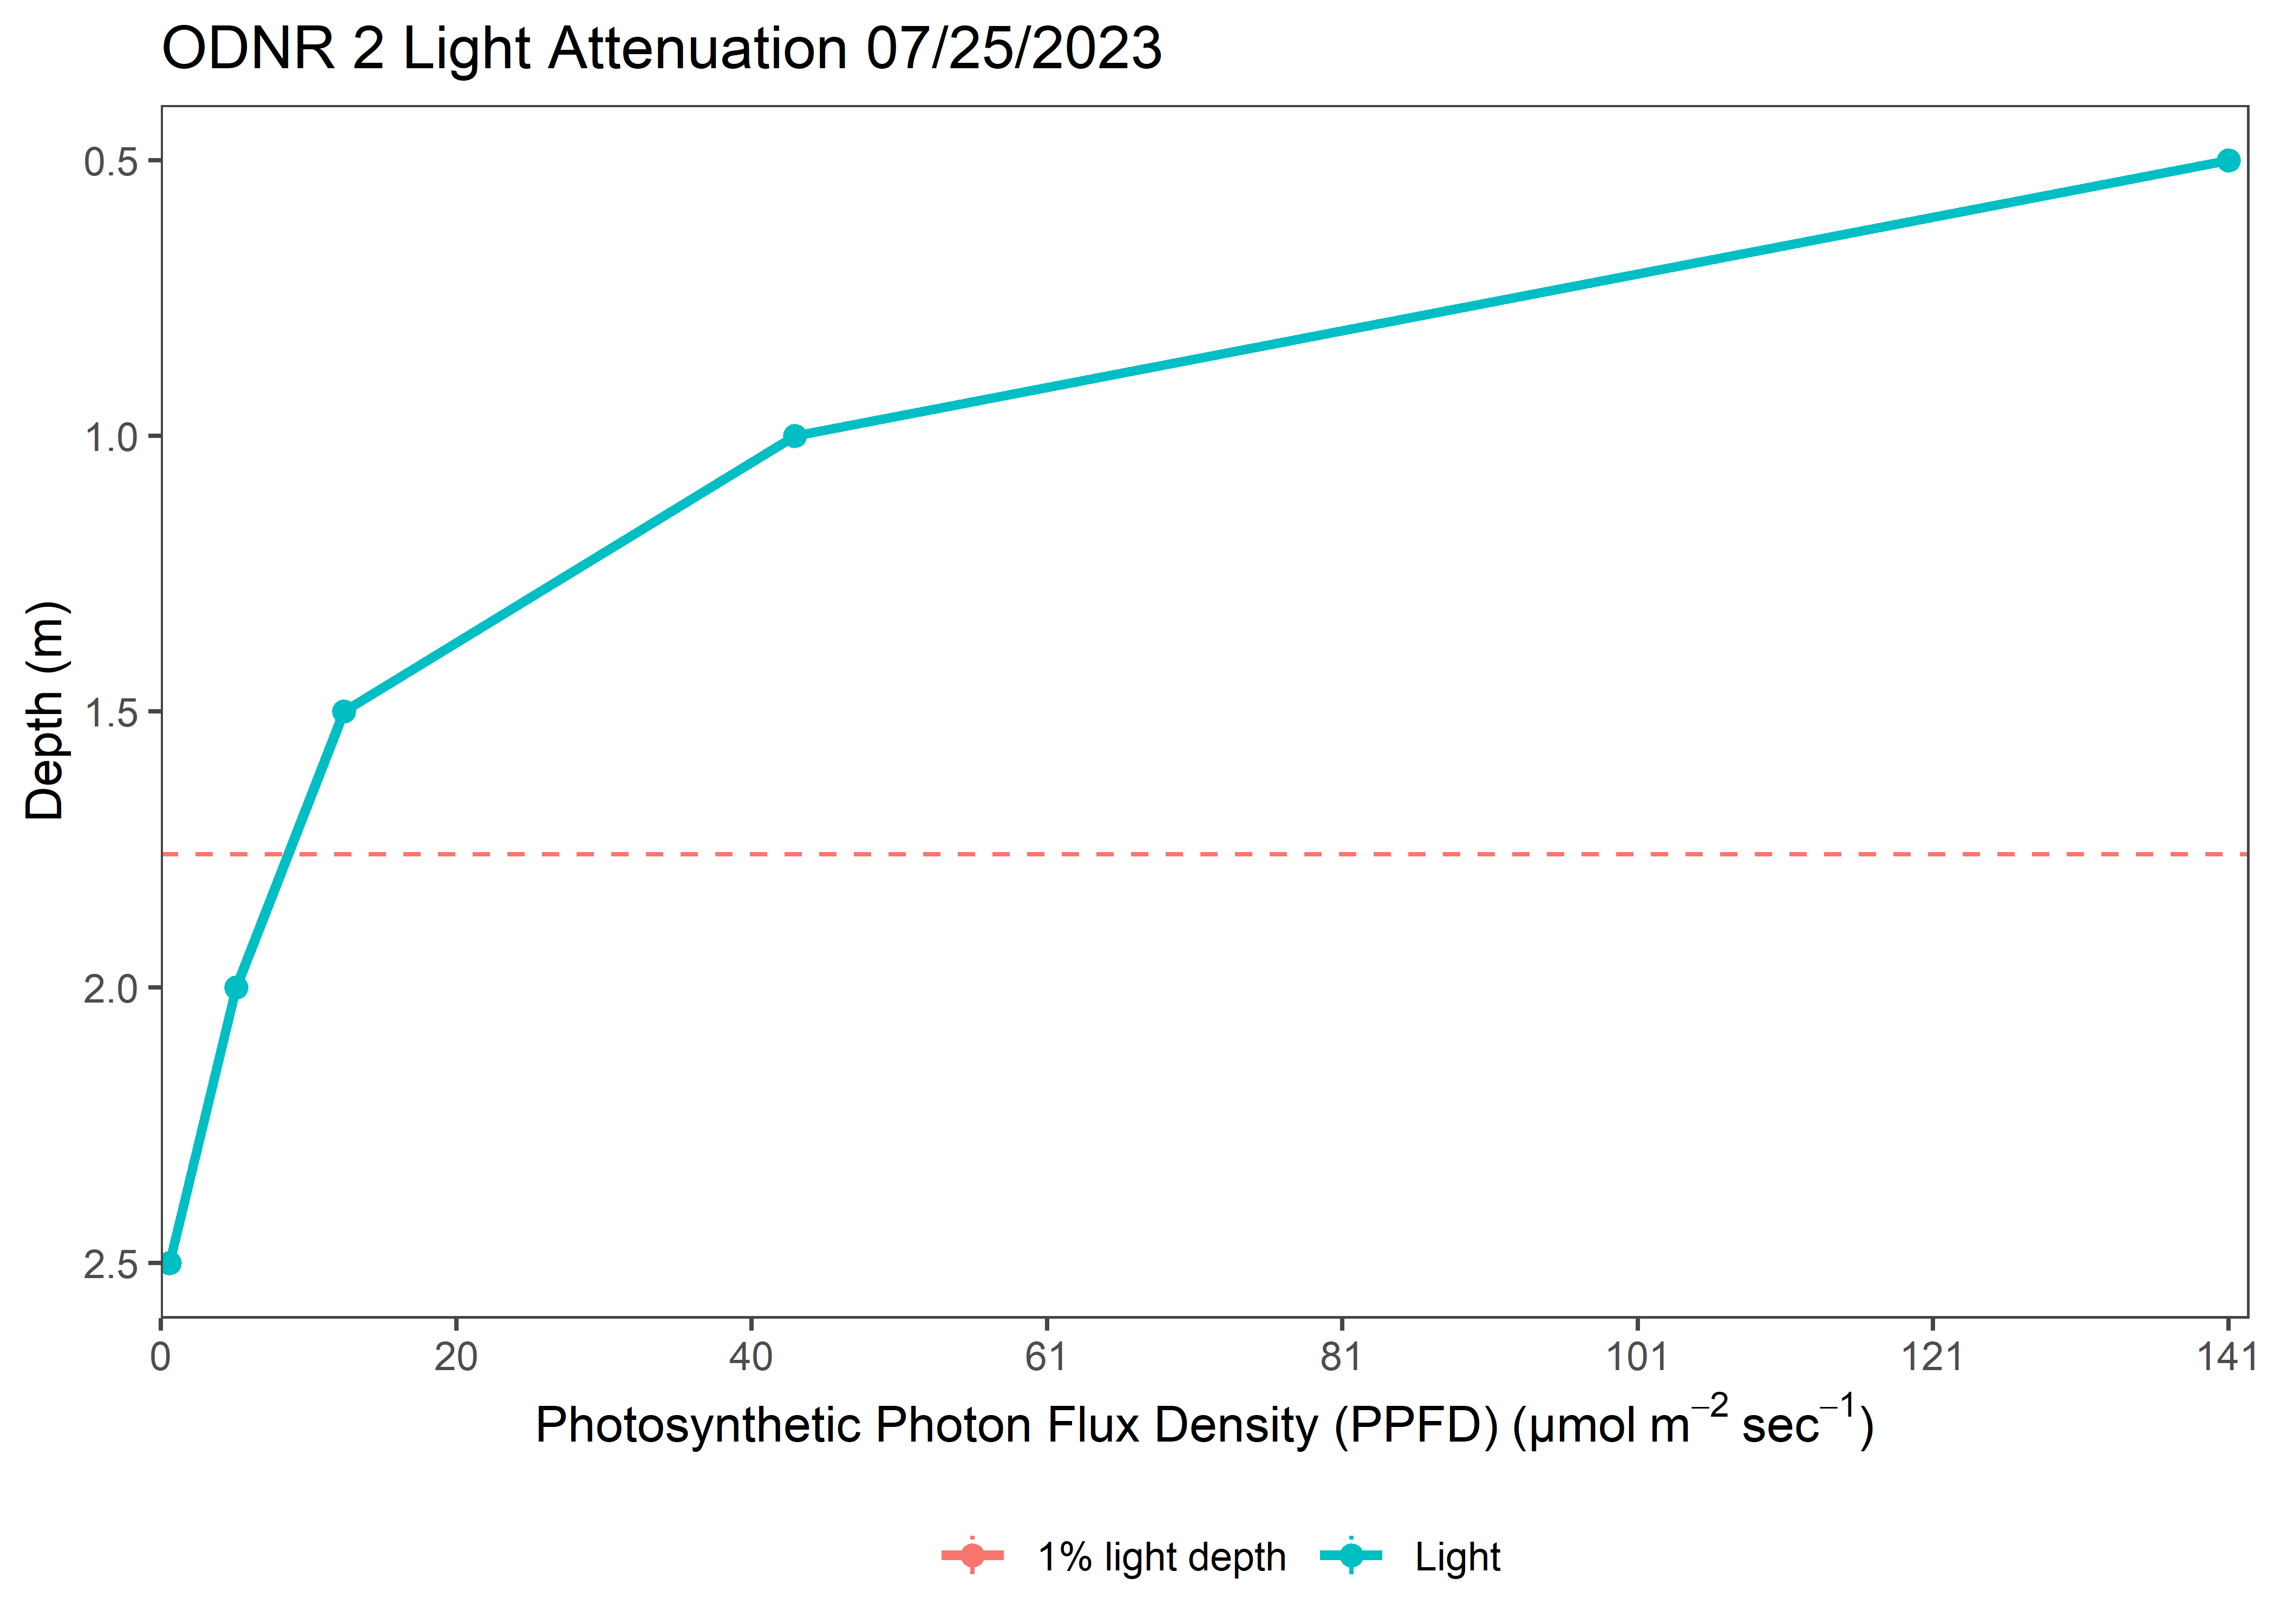 ODNR 2 Light Attenuation 07/25/2023
Depth (m)
0.5
1.0
1.5
2.0
2.5
0 20 40 61 81 101 121 141
Photosynthetic Photon Flux Density (PPFD) (µmol m⁻² sec⁻¹)
1% light depth Light